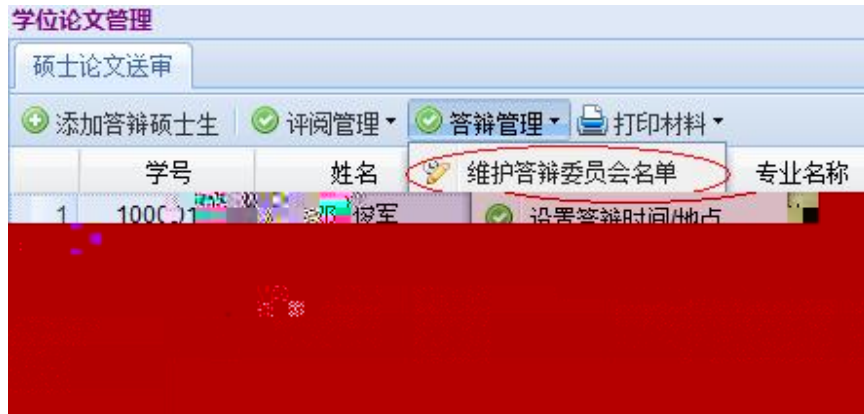 学位论文管理
硕士论文送审
添加答辩硕士生 评阅管理 答辩管理 打印材料
学号 姓名 维护答辩委员会名单 专业名称
1 俊军 设置答辩时间/地点